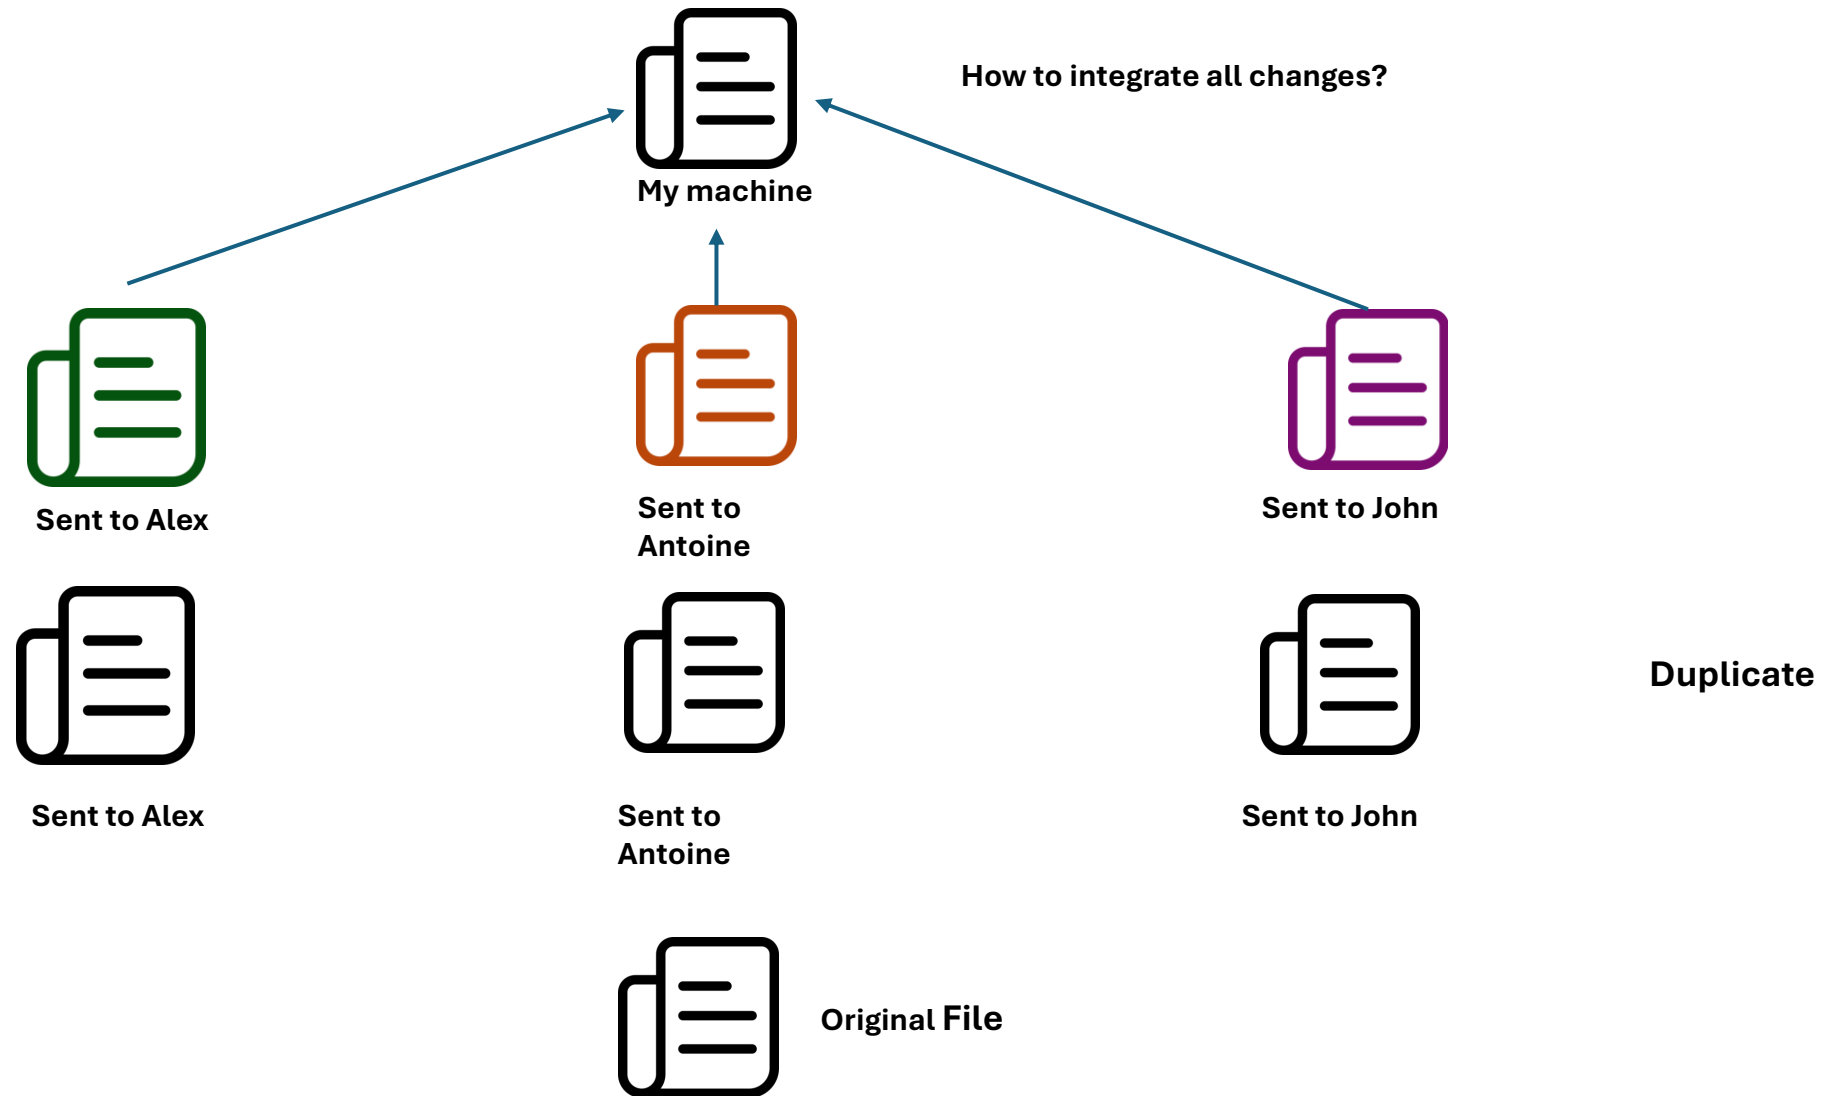 How to integrate all changes?
My machine
Sent to Alex
Sent to
Antoine
Sent to John
Duplicate
Sent to Alex
Sent to
Antoine
Sent to John
Original File